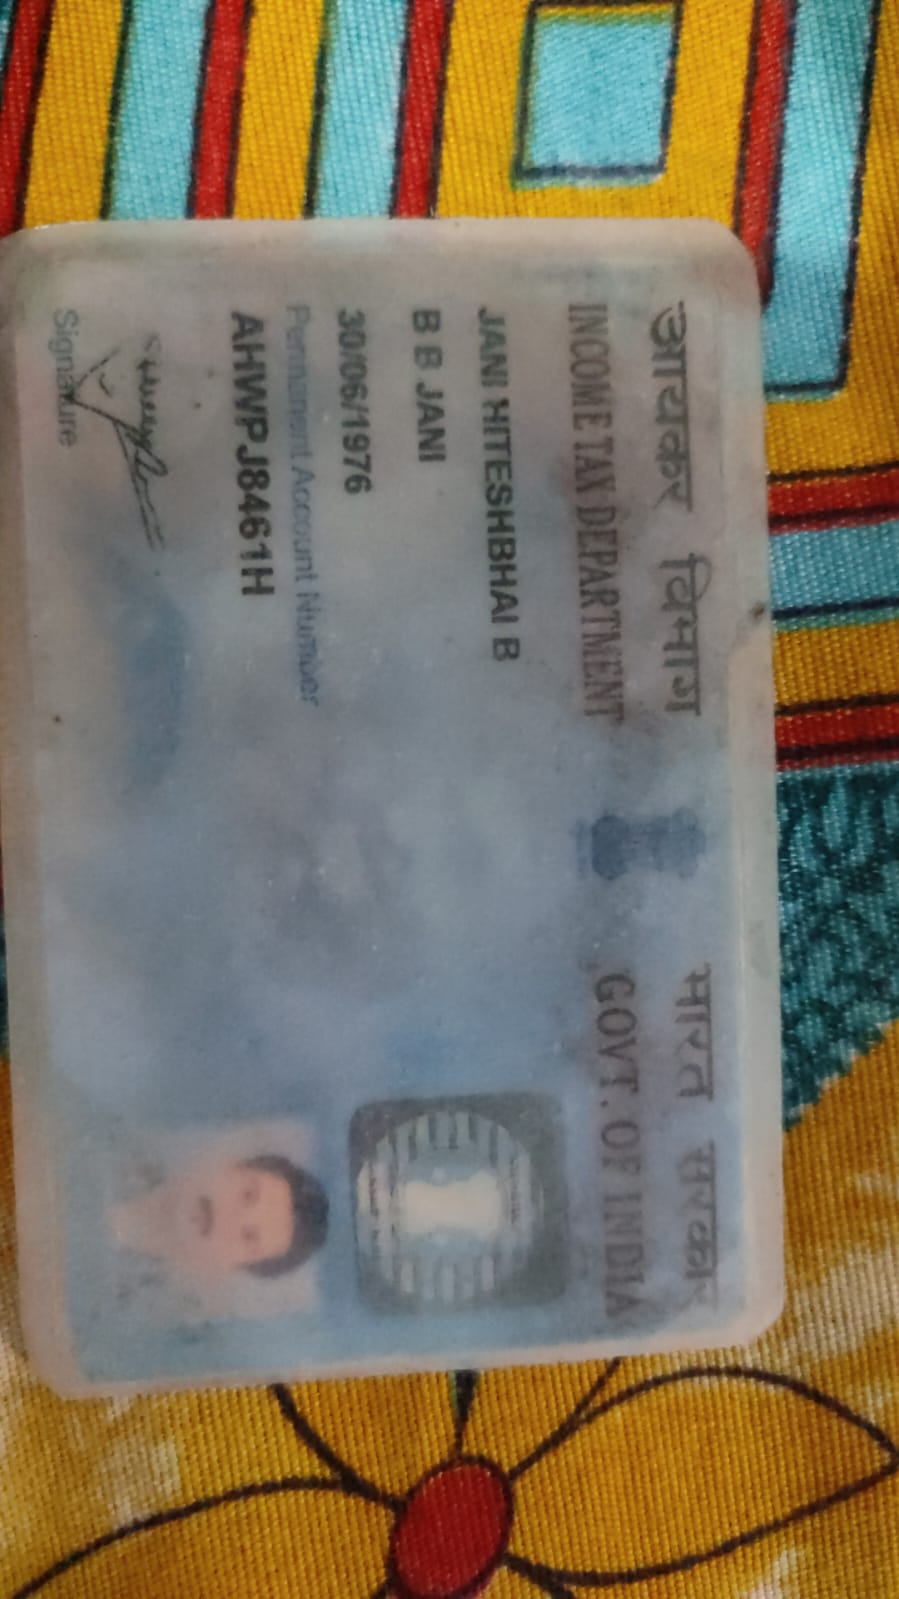 आयकर विभाग
INCOME TAX DEPARTMENT
भारत सरकार
GOVT. OF INDIA
JANI HITESHBHAI B
B B JANI
30/06/1976
Permanent Account Number
AHWPJ8461H
Signature